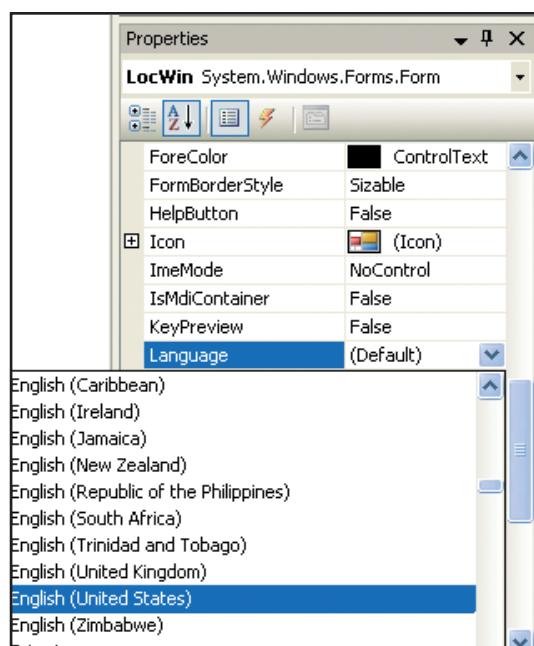 Properties
LocWin System.Windows.Forms.Form
ForeColor ControlText
FormBorderStyle Sizable
HelpButton False
Icon (Icon)
ImeMode NoControl
IsMdiContainer False
KeyPreview False
Language (Default)
English (Caribbean)
English (Ireland)
English (Jamaica)
English (New Zealand)
English (Republic of the Philippines)
English (South Africa)
English (Trinidad and Tobago)
English (United Kingdom)
English (United States)
English (Zimbabwe)